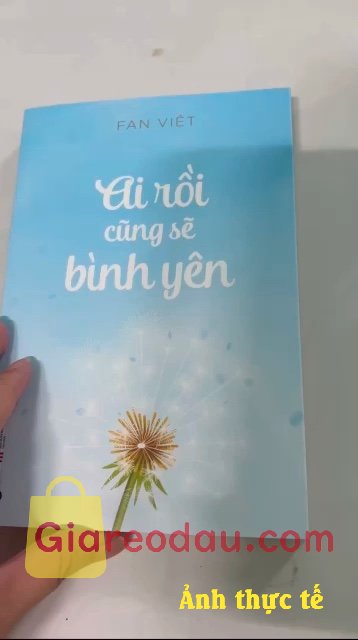 FAN VIỆT
Ai rồi
cũng sẽ
bình yên
Giareodau.com
Ảnh thực tế